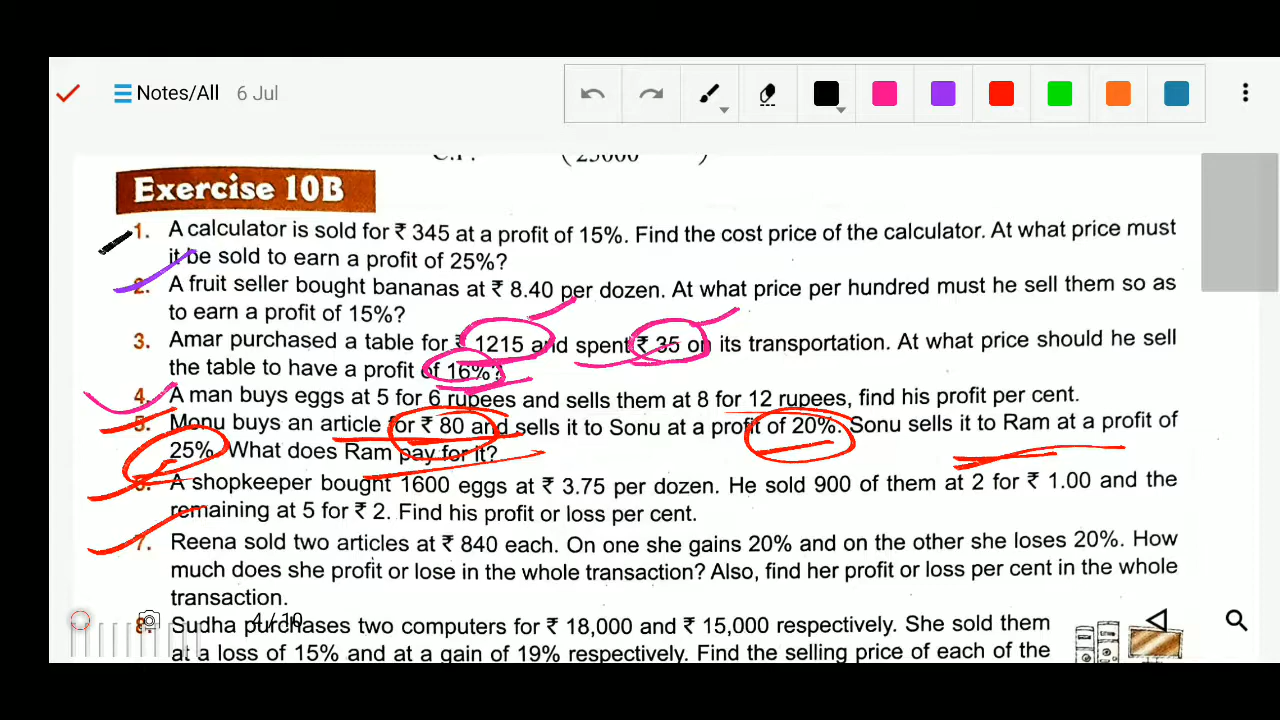 Notes/All 6 Jul
C.P. (25000 )
Exercise 10B
1. A calculator is sold for ₹ 345 at a profit of 15%. Find the cost price of the calculator. At what price must
it be sold to earn a profit of 25%?
2. A fruit seller bought bananas at ₹ 8.40 per dozen. At what price per hundred must he sell them so as
to earn a profit of 15%?
3. Amar purchased a table for ₹ 1215 and spent ₹ 35 on its transportation. At what price should he sell
the table to have a profit of 16%?
4. A man buys eggs at 5 for 6 rupees and sells them at 8 for 12 rupees, find his profit per cent.
5. Monu buys an article for ₹ 80 and sells it to Sonu at a profit of 20%. Sonu sells it to Ram at a profit of
25%. What does Ram pay for it?
6. A shopkeeper bought 1600 eggs at ₹ 3.75 per dozen. He sold 900 of them at 2 for ₹ 1.00 and the
remaining at 5 for ₹ 2. Find his profit or loss per cent.
7. Reena sold two articles at ₹ 840 each. On one she gains 20% and on the other she loses 20%. How
much does she profit or lose in the whole transaction? Also, find her profit or loss per cent in the whole
transaction.
4 / 10
8. Sudha purchases two computers for ₹ 18,000 and ₹ 15,000 respectively. She sold them
at a loss of 15% and at a gain of 19% respectively. Find the selling price of each of the